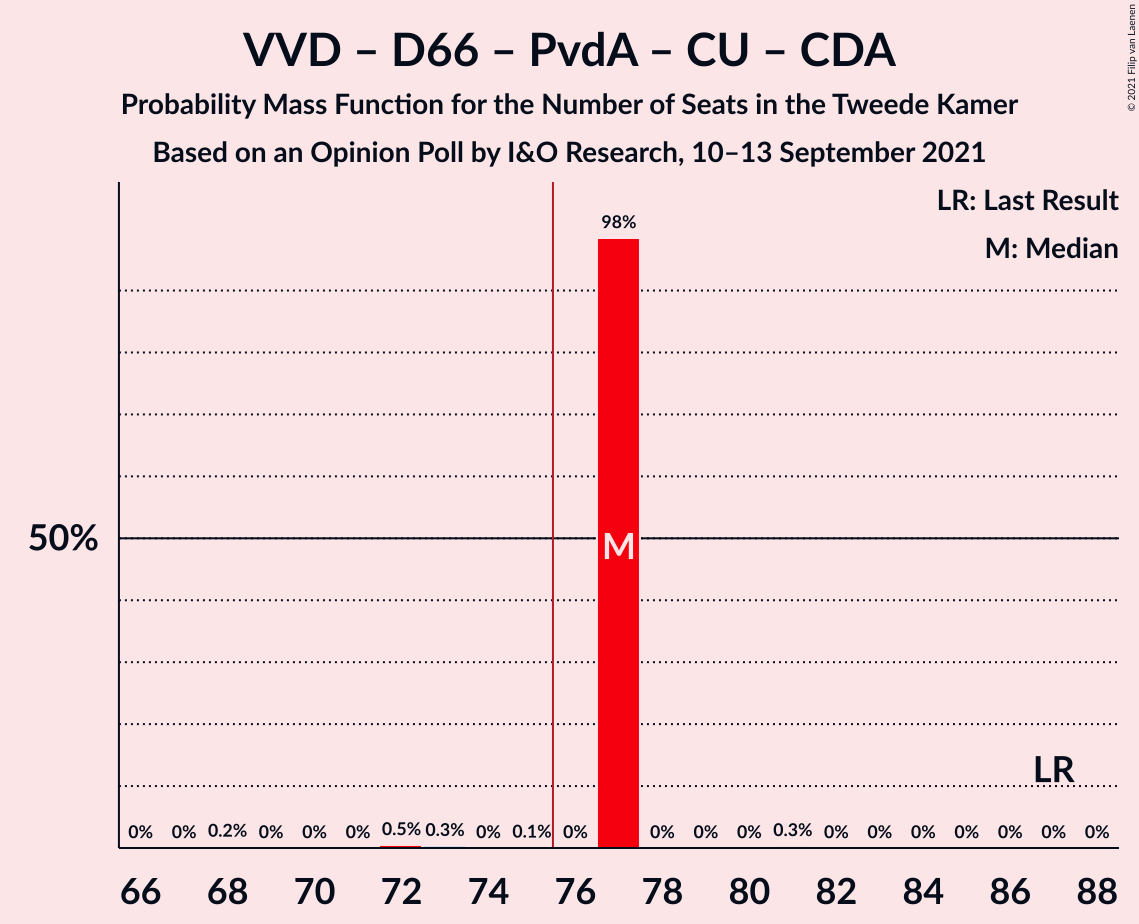 VVD – D66 – PvdA – CU – CDA
Probability Mass Function for the Number of Seats in the Tweede Kamer
Based on an Opinion Poll by I&O Research, 10–13 September 2021
© 2021 Filip van Laenen
LR: Last Result
M: Median
98%
50%
M
LR
0% 0% 0.2% 0% 0% 0% 0.5% 0.3% 0% 0.1% 0% 0% 0% 0% 0.3% 0% 0% 0% 0% 0% 0% 0%
66 68 70 72 74 76 78 80 82 84 86 88